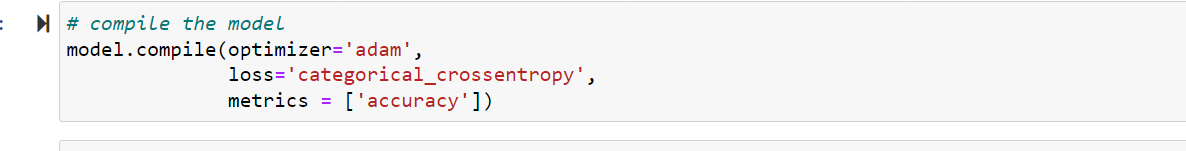 # compile the model
model.compile(optimizer='adam',
              loss='categorical_crossentropy',
              metrics = ['accuracy'])